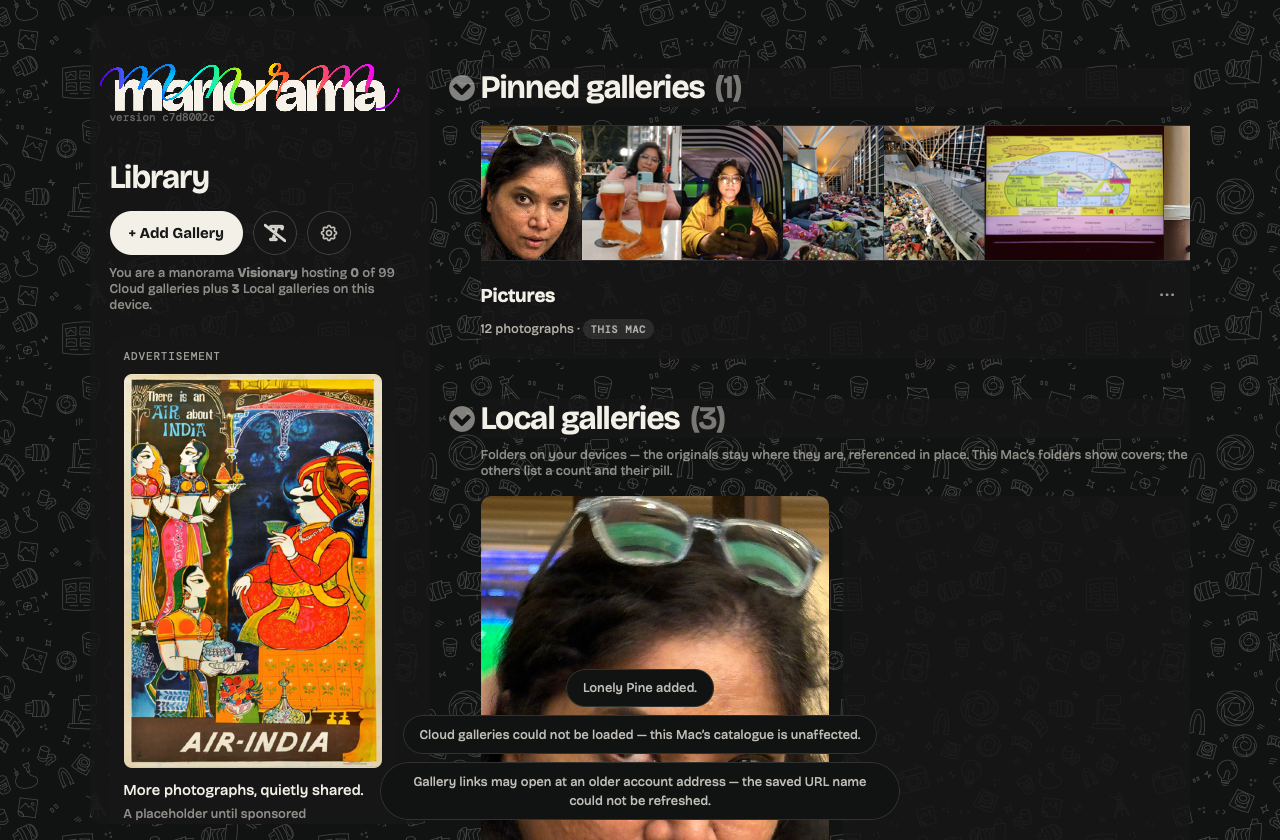 mnrm
manorama
version c7d8002c
Library
+ Add Gallery
You are a manorama Visionary hosting 0 of 99
Cloud galleries plus 3 Local galleries on this
device.
ADVERTISEMENT
There is an
AIR about
INDIA
AIR-INDIA
More photographs, quietly shared.
A placeholder until sponsored
Pinned galleries (1)
Pictures
12 photographs · THIS MAC
Local galleries (3)
Folders on your devices — the originals stay where they are, referenced in place. This Mac's folders show covers; the
others list a count and their pill.
Lonely Pine added.
Cloud galleries could not be loaded — this Mac's catalogue is unaffected.
Gallery links may open at an older account address — the saved URL name
could not be refreshed.